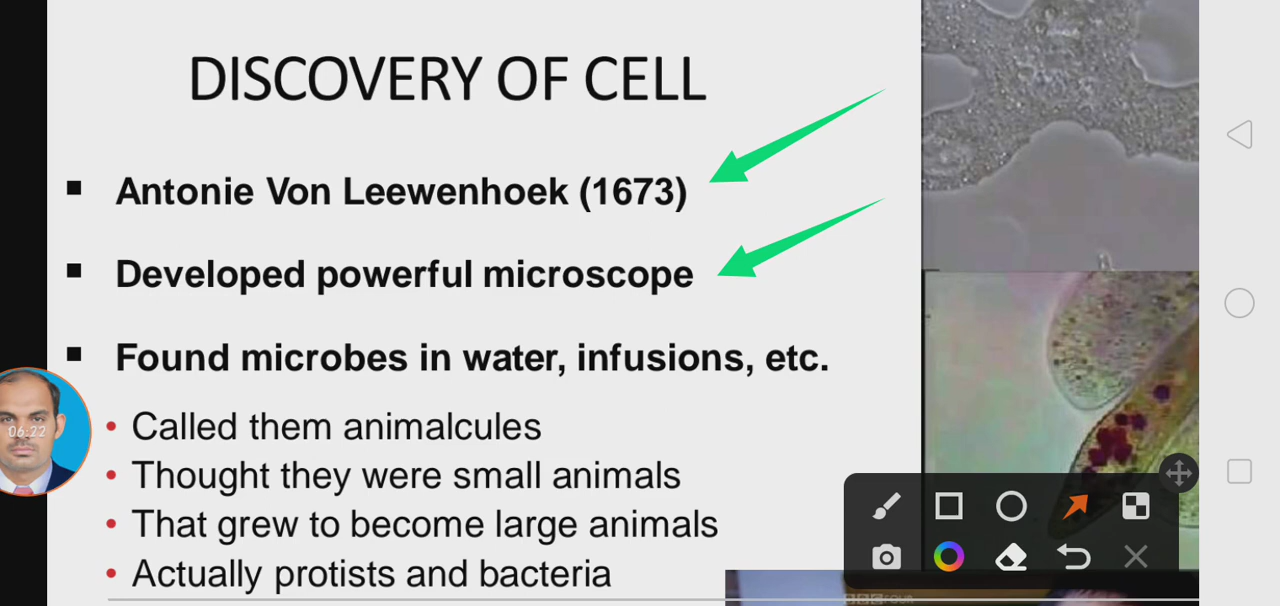 DISCOVERY OF CELL
Antonie Von Leewenhoek (1673)
Developed powerful microscope
Found microbes in water, infusions, etc.
06:22
Called them animalcules
Thought they were small animals
That grew to become large animals
Actually protists and bacteria
FOUR